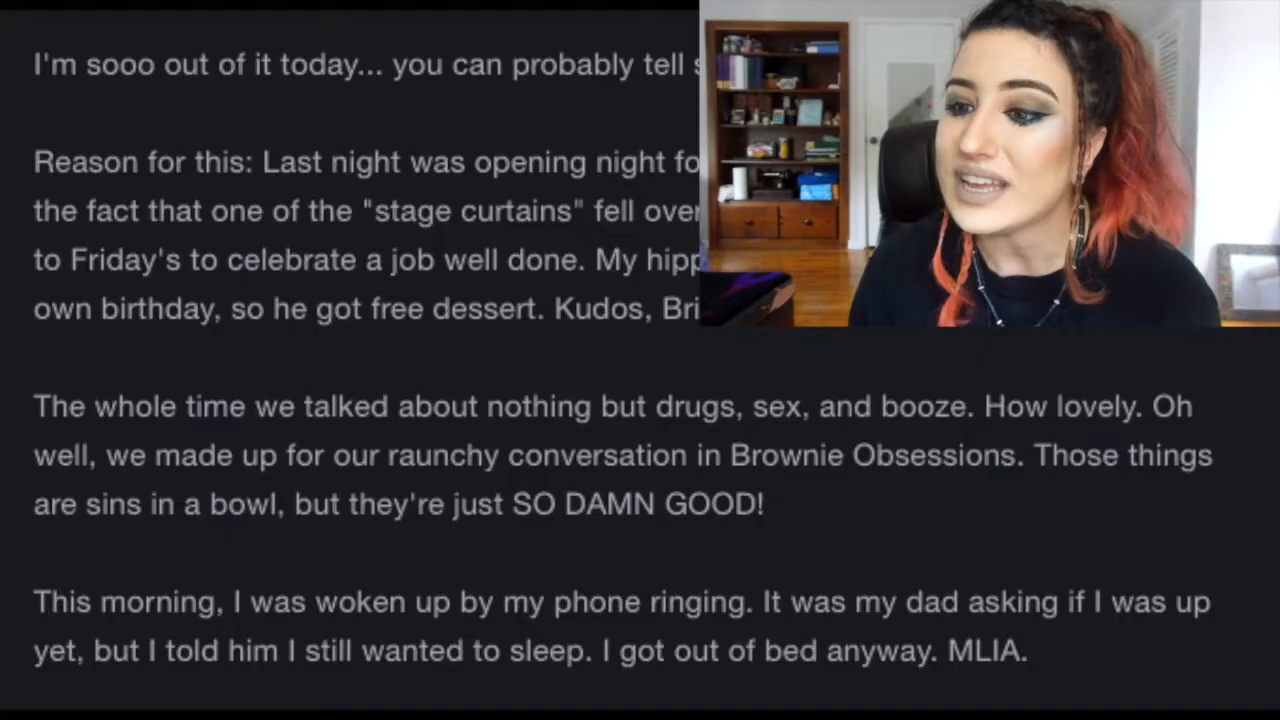 I'm sooo out of it today... you can probably tell
Reason for this: Last night was opening night
the fact that one of the "stage curtains" fell
to Friday's to celebrate a job well done. My
own birthday, so he got free dessert. Kudos,
The whole time we talked about nothing but drugs, sex, and booze. How lovely. Oh
well, we made up for our raunchy conversation in Brownie Obsessions. Those things
are sins in a bowl, but they're just SO DAMN GOOD!
This morning, I was woken up by my phone ringing. It was my dad asking if I was up
yet, but I told him I still wanted to sleep. I got out of bed anyway. MLIA.